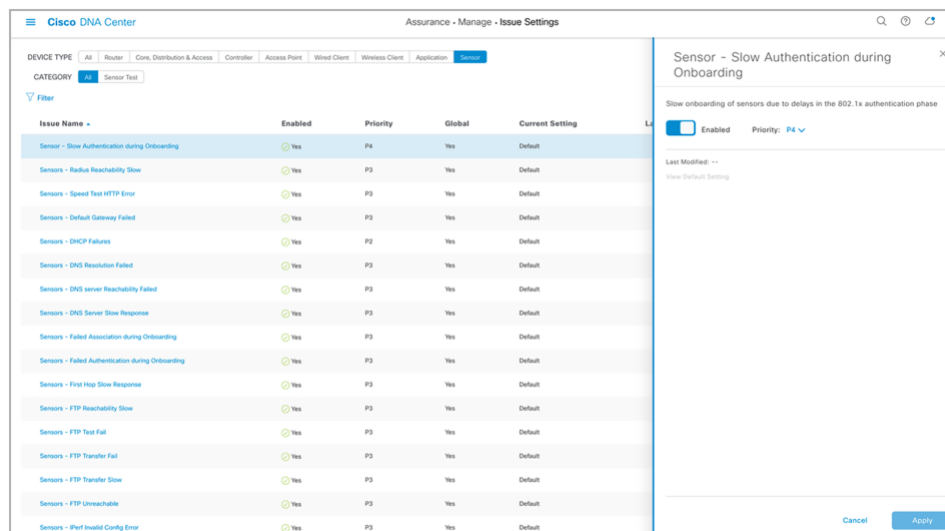 Cisco DNA Center
Assurance · Manage · Issue Settings
DEVICE TYPE All Router Core, Distribution & Access Controller Access Point Wired Client Wireless Client Application Sensor
CATEGORY All Sensor Test
Filter
Issue Name Enabled Priority Global Current Setting La
Sensor - Slow Authentication during Onboarding Yes P4 Yes Default
Sensors - Radius Reachability Slow Yes P3 Yes Default
Sensors - Speed Test HTTP Error Yes P3 Yes Default
Sensors - Default Gateway Failed Yes P3 Yes Default
Sensors - DHCP Failures Yes P2 Yes Default
Sensors - DNS Resolution Failed Yes P3 Yes Default
Sensors - DNS server Reachability Failed Yes P3 Yes Default
Sensors - DNS Server Slow Response Yes P3 Yes Default
Sensors - Failed Association during Onboarding Yes P3 Yes Default
Sensors - Failed Authentication during Onboarding Yes P3 Yes Default
Sensors - First Hop Slow Response Yes P3 Yes Default
Sensors - FTP Reachability Slow Yes P3 Yes Default
Sensors - FTP Test Fail Yes P3 Yes Default
Sensors - FTP Transfer Fail Yes P3 Yes Default
Sensors - FTP Transfer Slow Yes P3 Yes Default
Sensors - FTP Unreachable Yes P3 Yes Default
Sensors - IPerf Invalid Config Error Yes P3 Yes Default
Sensor - Slow Authentication during
Onboarding
Slow onboarding of sensors due to delays in the 802.1x authentication phase
Enabled Priority: P4
Last Modified: --
View Default Setting
Cancel Apply